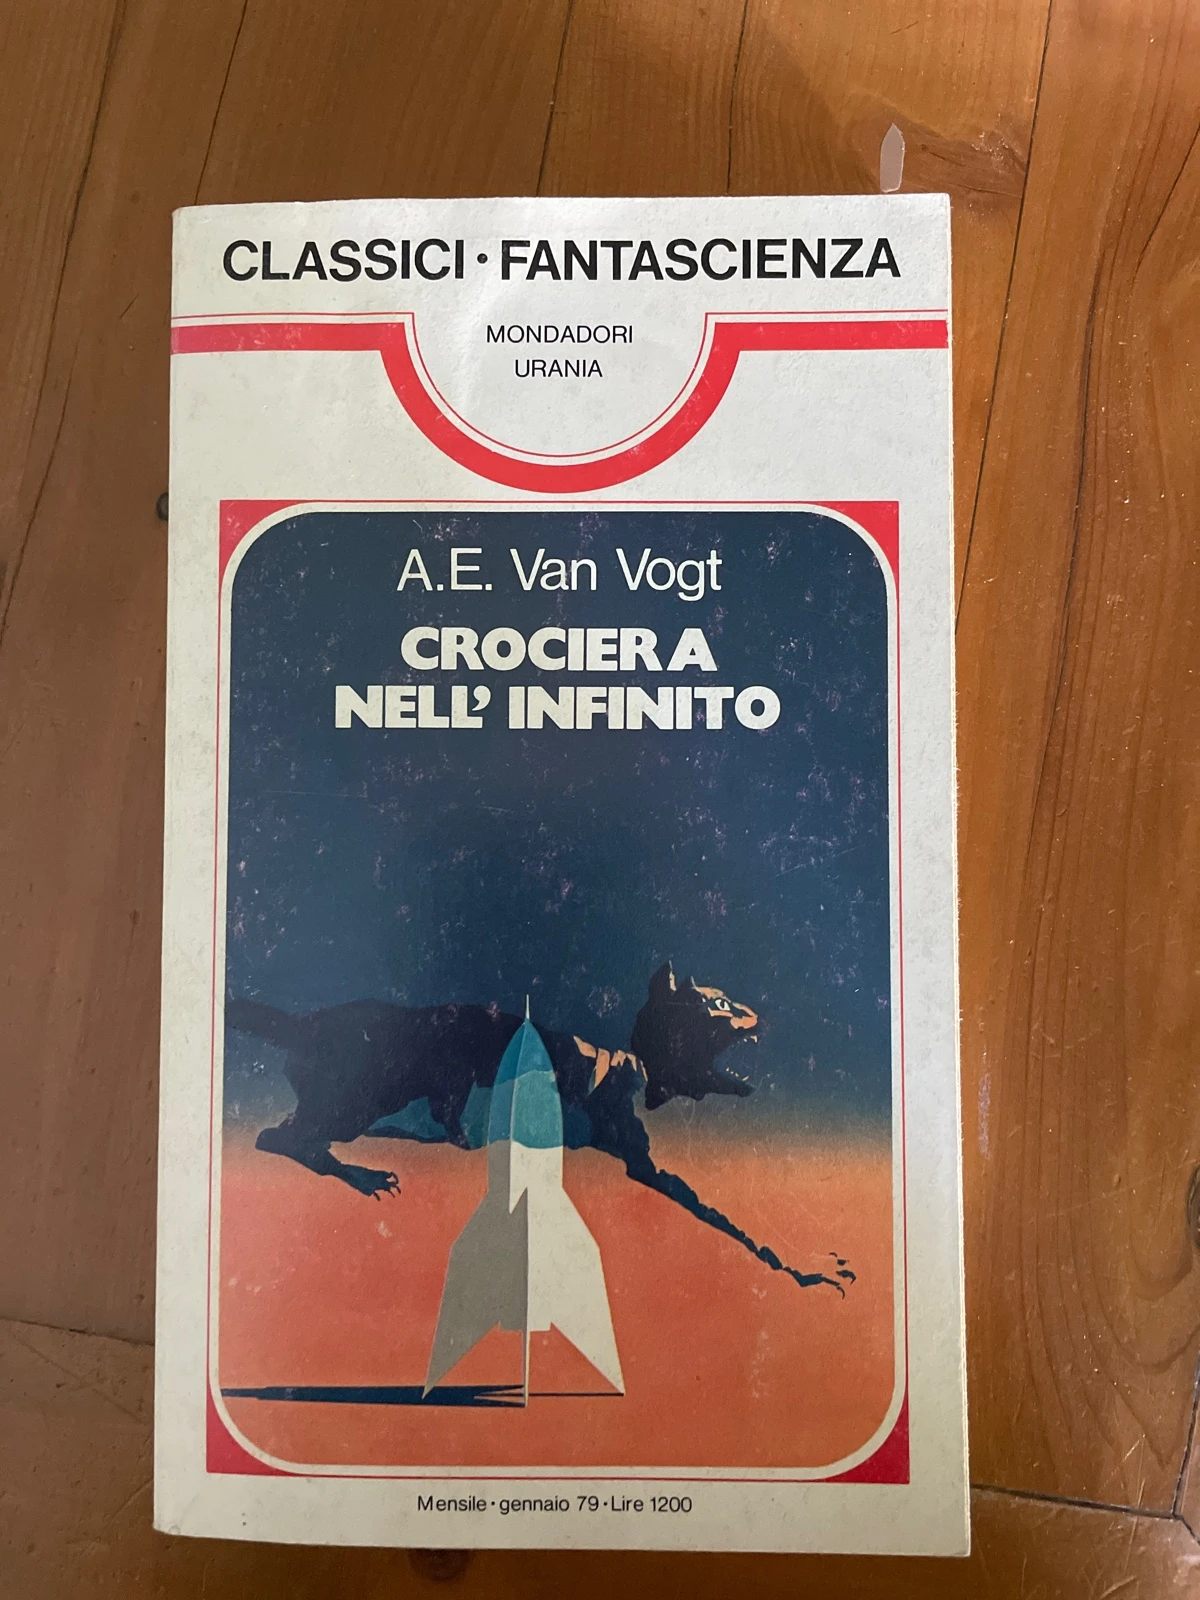 CLASSICI • FANTASCIENZA
MONDADORI
URANIA
A.E. Van Vogt
CROCIERA
NELL' INFINITO
Mensile • gennaio 79 • Lire 1200